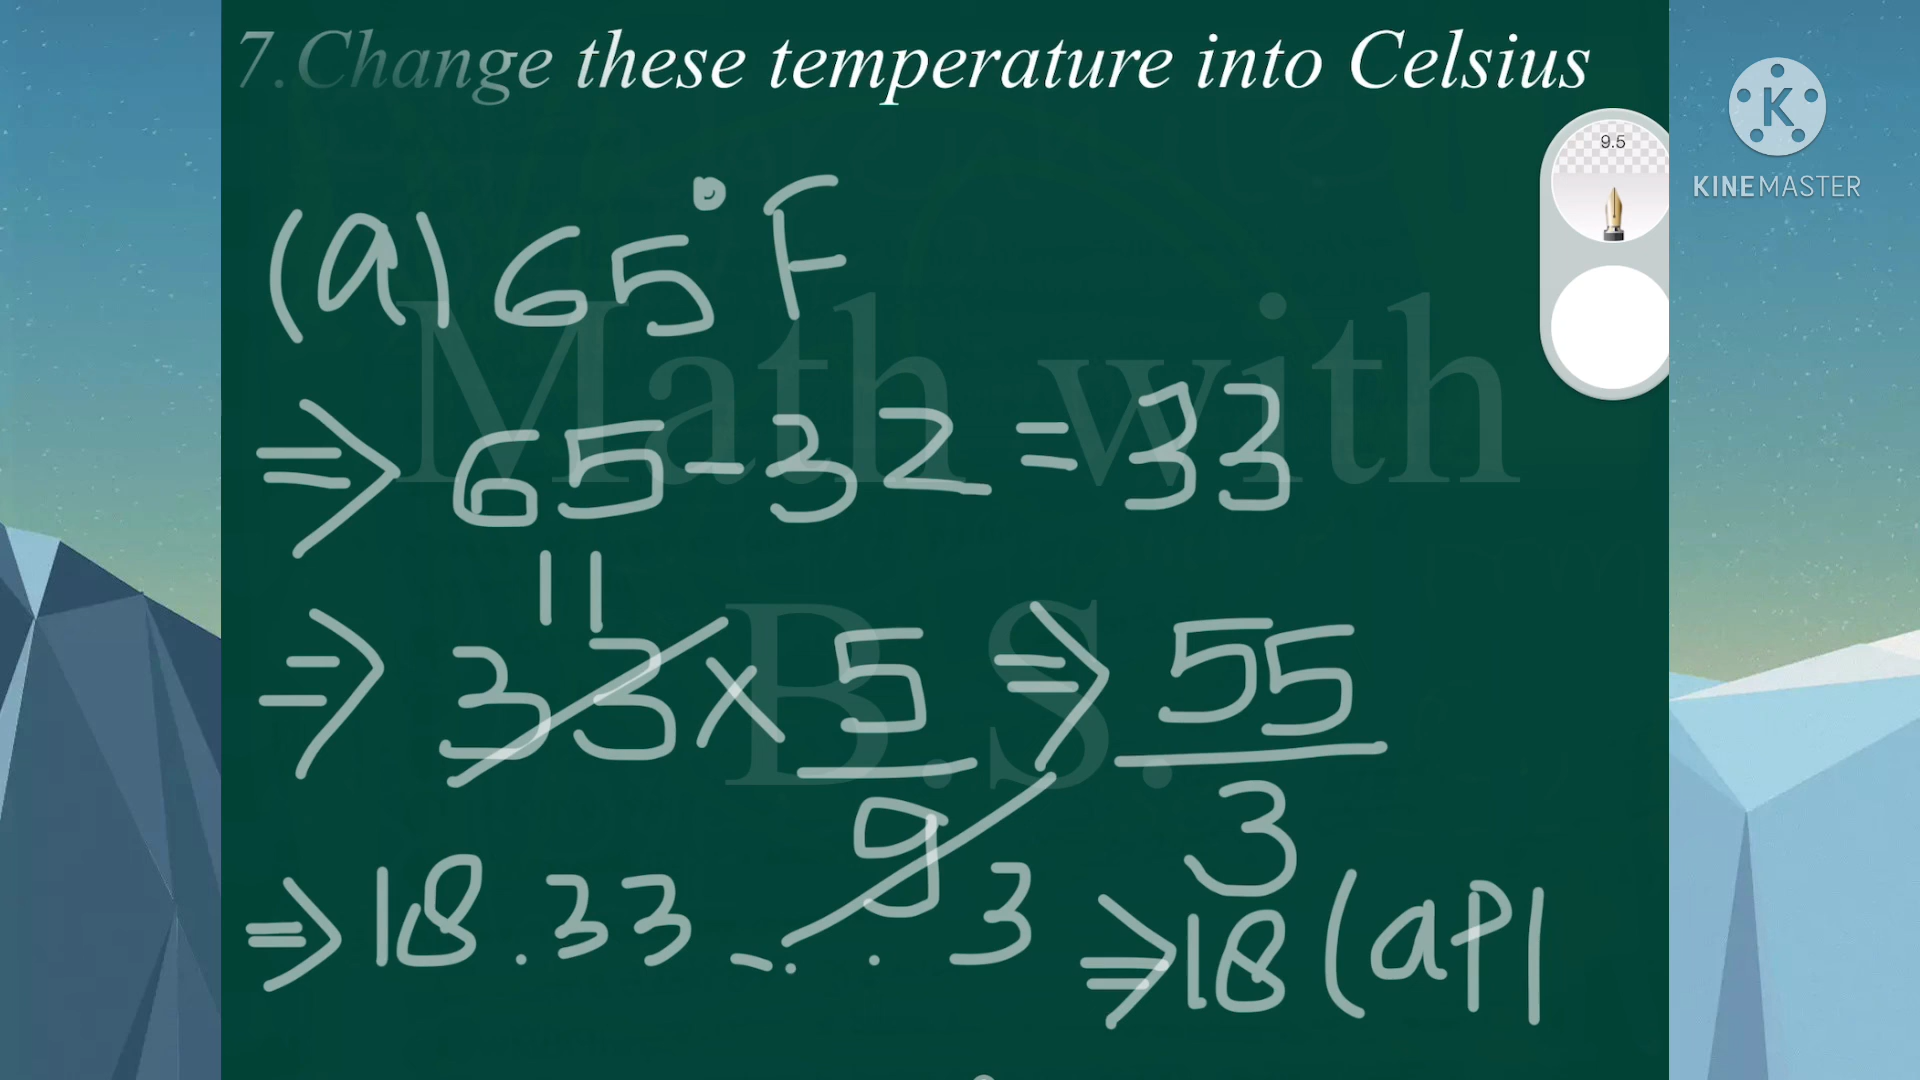 7.Change these temperature into Celsius
9.5
K
KINEMASTER
(a) 65°F
Math with
⇒ 65-32 = 33
11
⇒ 33 x 5/9 ⇒ 55/3
B.S.
3
⇒ 18.33... ⇒ 18 (ap